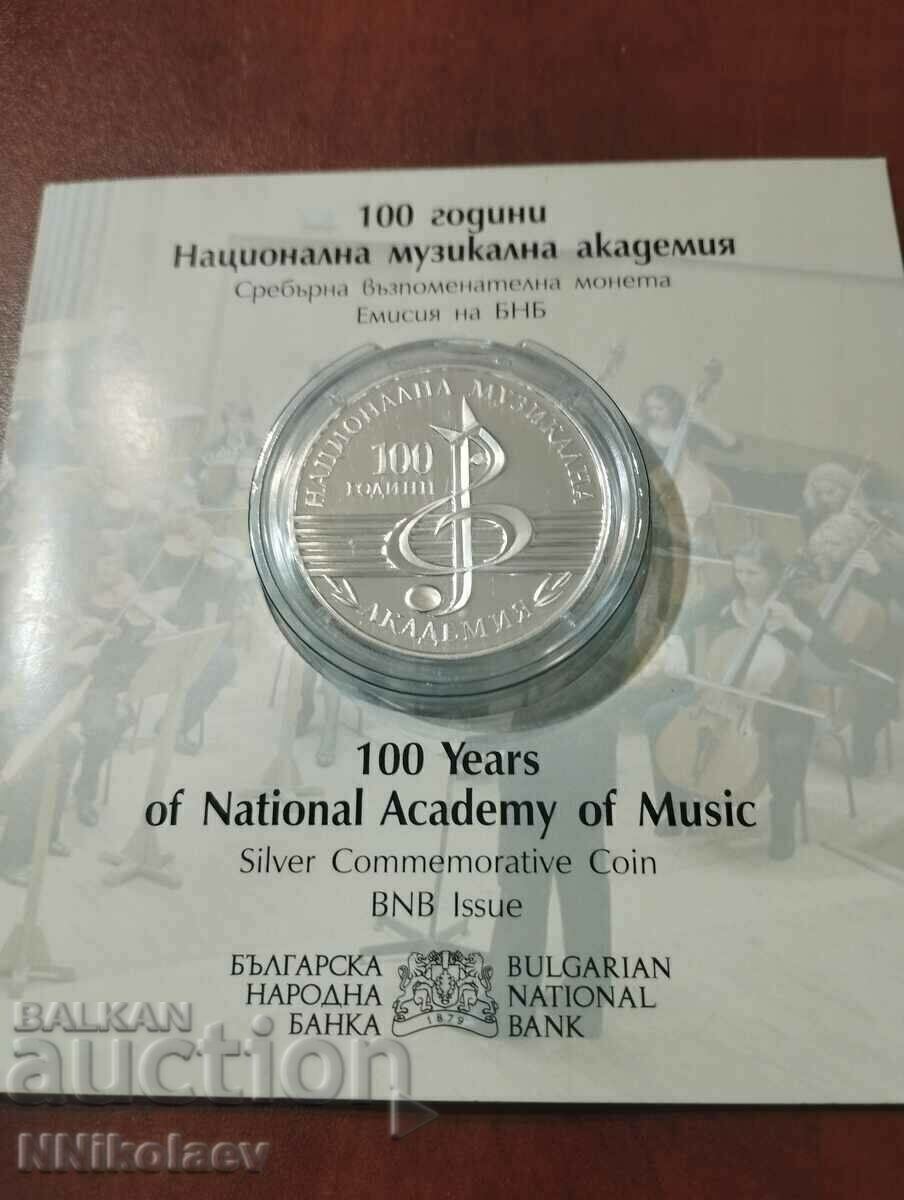 100 години
Национална музикална академия
Сребърна възпоменателна монета
Емисия на БНБ
НАЦИОНАЛНА МУЗИКАЛНА
100
ГОДИНИ
АКАДЕМИЯ
100 Years
of National Academy of Music
Silver Commemorative Coin
BNB Issue
БЪЛГАРСКА
НАРОДНА
БАНКА
1879
BULGARIAN
NATIONAL
BANK
BALKAN
auction
NNikolaev